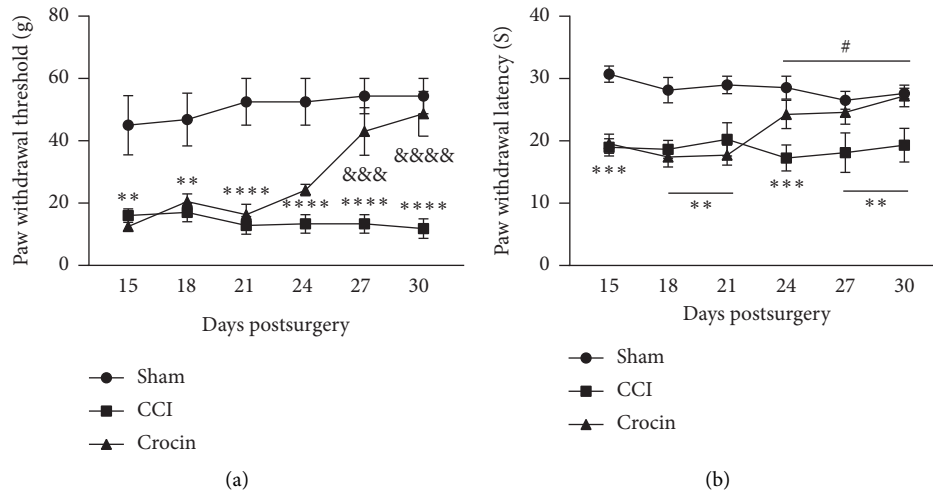 Paw withdrawal threshold (g)
80
60
40
20
0
**
**
****
****
****
****
&&&
&&&&
15 18 21 24 27 30
Days postsurgery
Sham
CCI
Crocin
(a)
Paw withdrawal latency (S)
40
30
20
10
0
#
***
**
***
**
15 18 21 24 27 30
Days postsurgery
Sham
CCI
Crocin
(b)